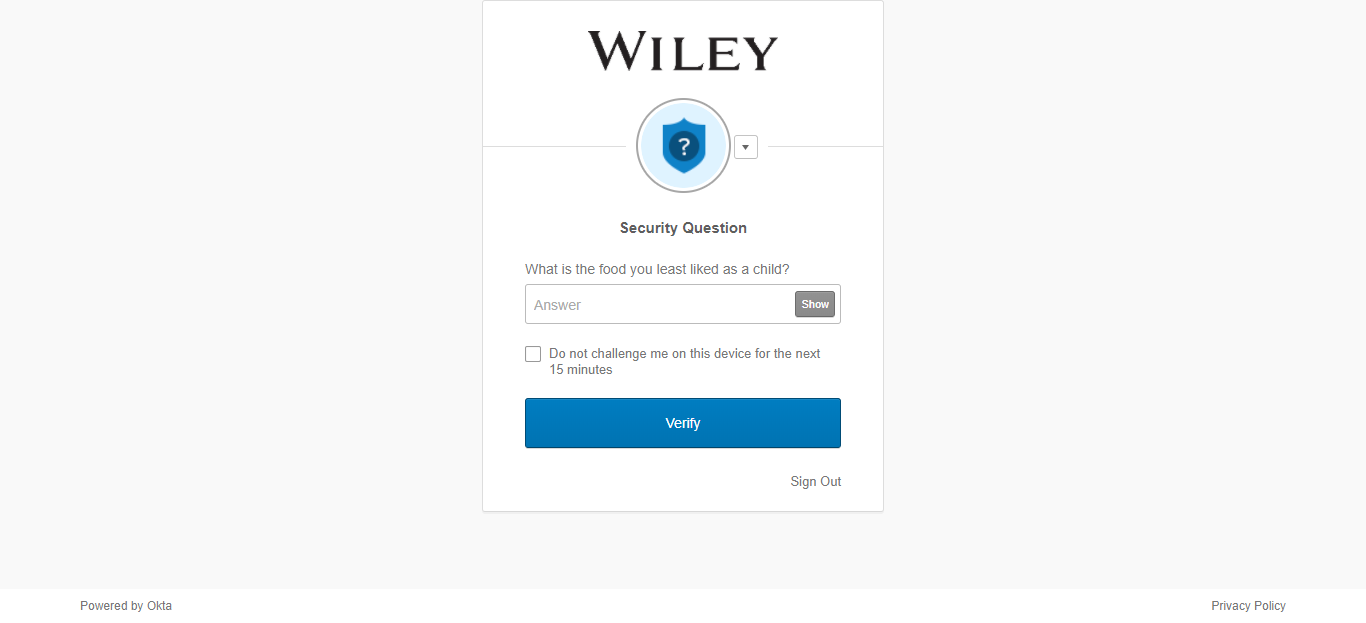 WILEY
?
Security Question
What is the food you least liked as a child?
Answer
Show
Do not challenge me on this device for the next
15 minutes
Verify
Sign Out
Powered by Okta
Privacy Policy